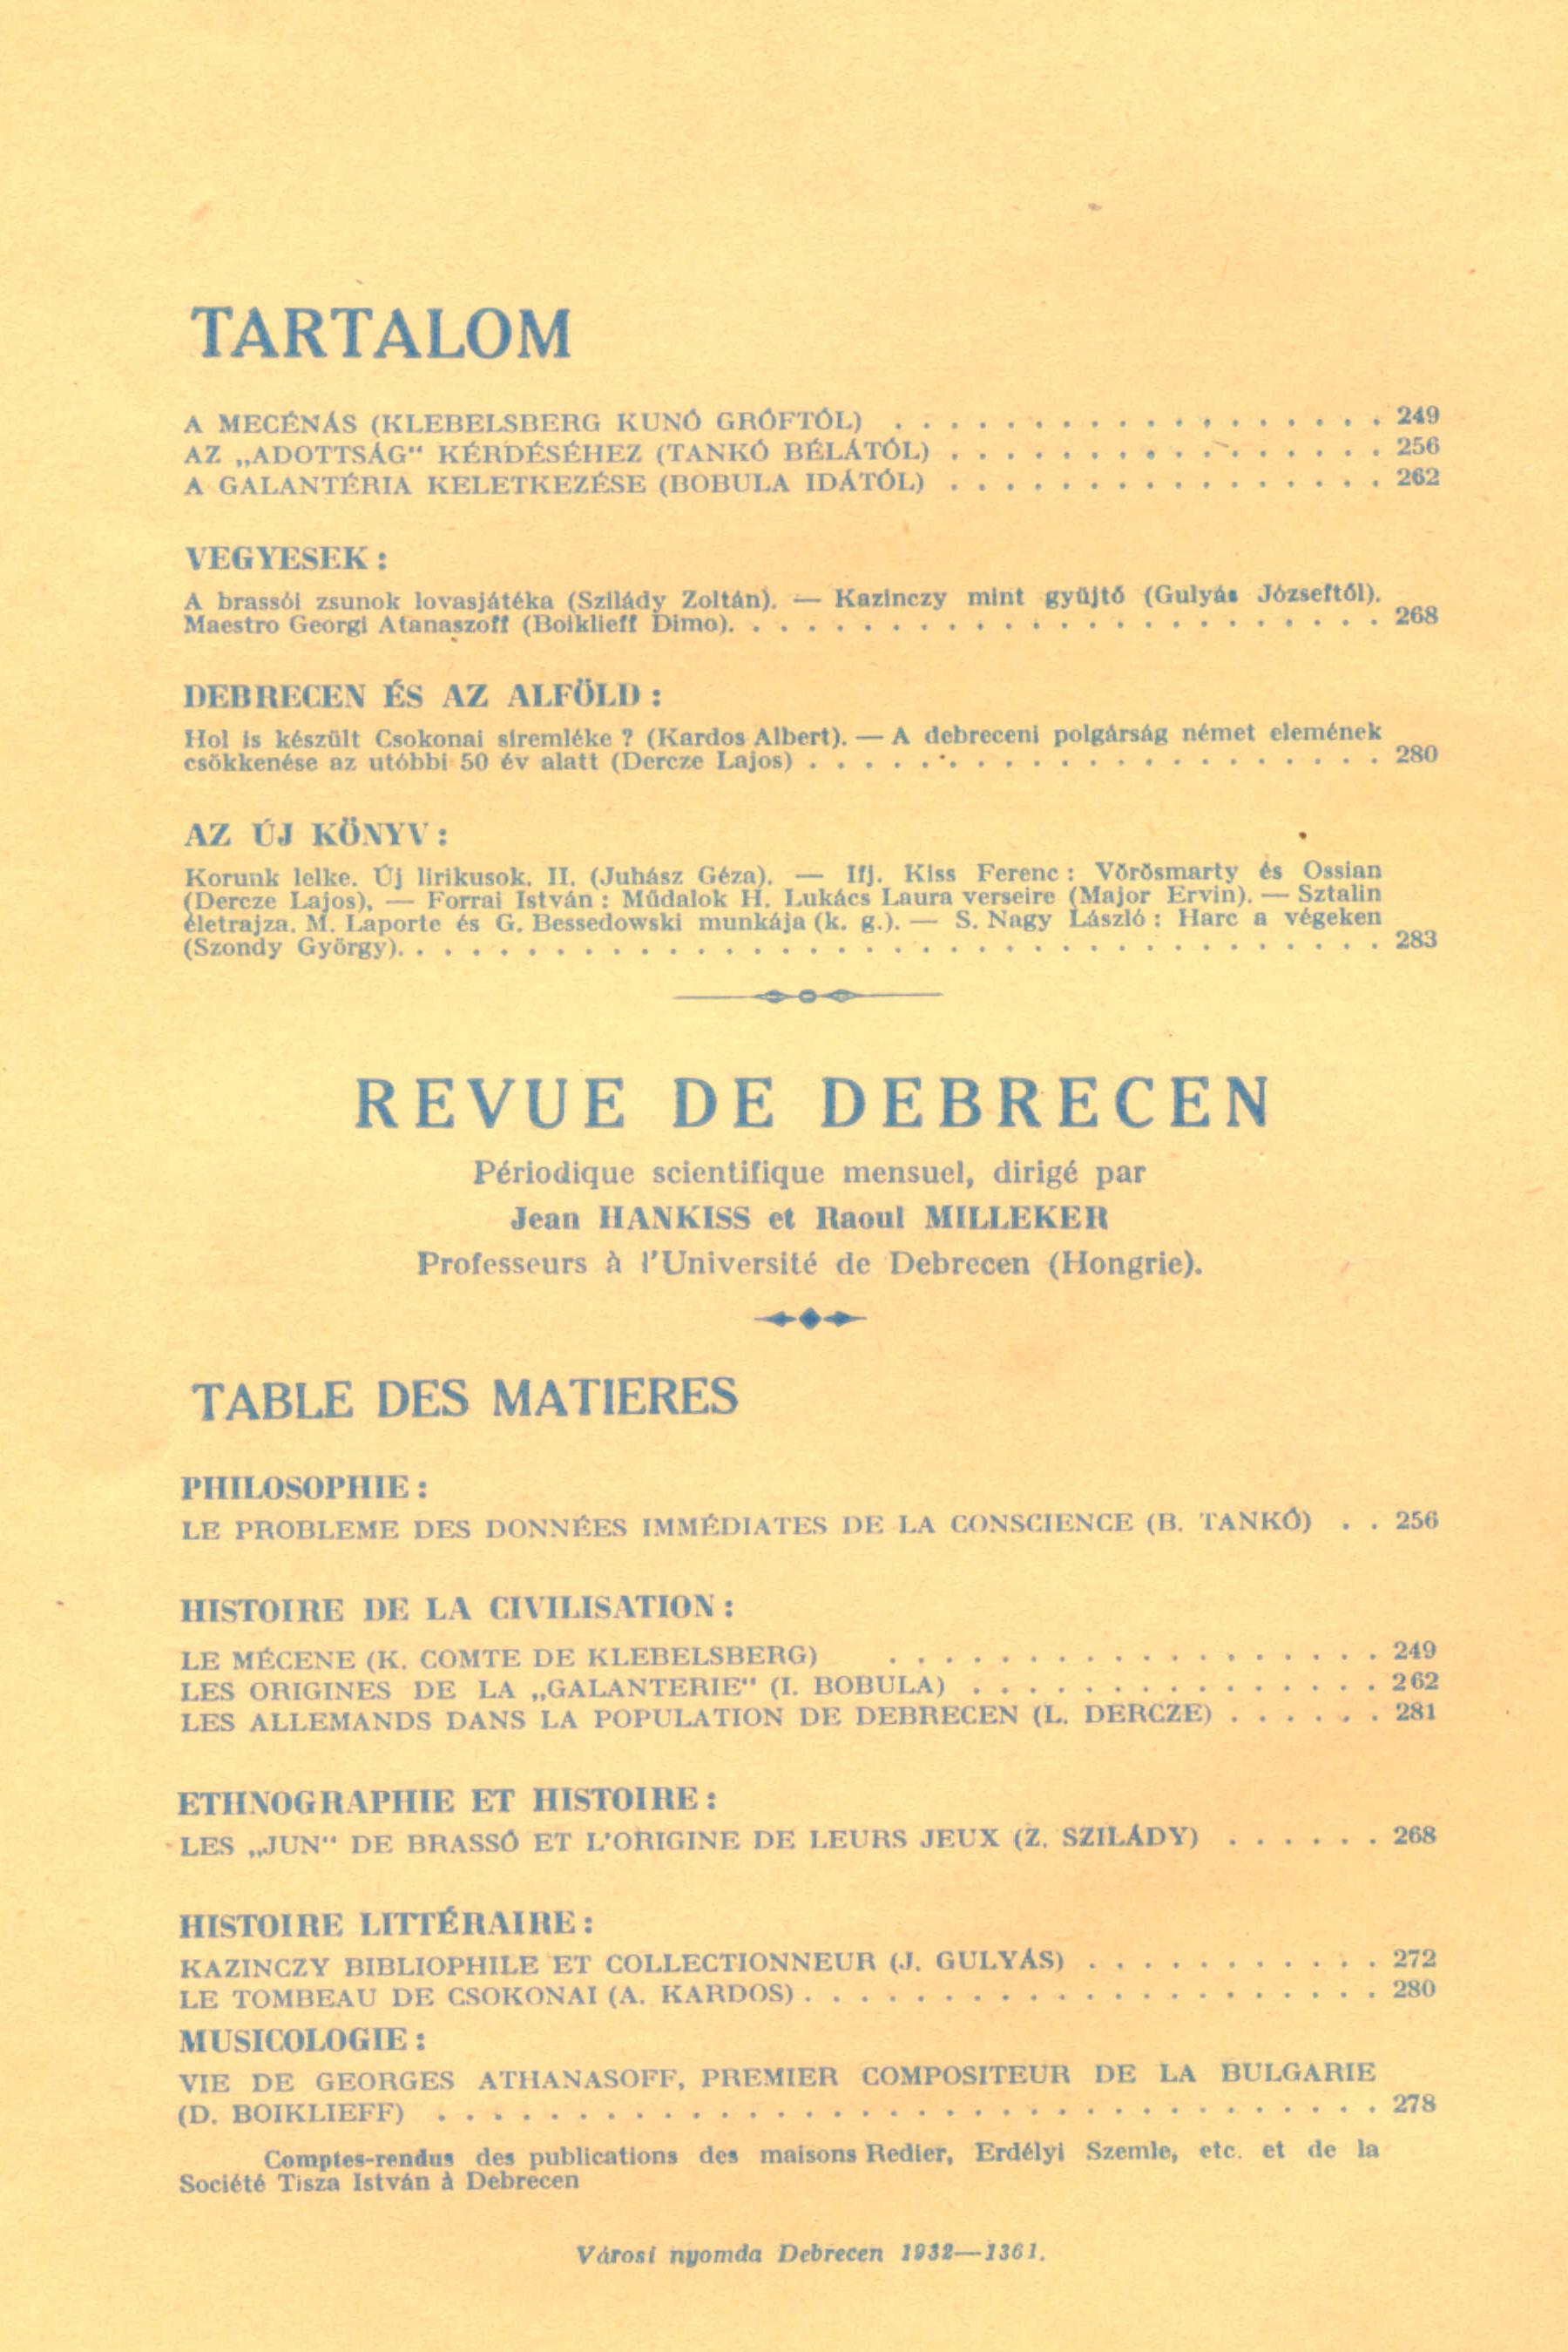 TARTALOM
A MECÉNÁS (KLEBELSBERG KUNÓ GRÓFTÓL) . . . . . . . . . . . . . . . . . . 249
AZ „ADOTTSÁG“ KÉRDÉSÉHEZ (TANKÓ BÉLÁTÓL) . . . . . . . . . . . . . . . . 256
A GALANTÉRIA KELETKEZÉSE (BOBULA IDÁTÓL) . . . . . . . . . . . . . . . . 262
VEGYESEK :
A brassói zsunok lovasjátéka (Szilády Zoltán). — Kazinczy mint gyüjtő (Gulyás Józseftől).
Maestro Georgi Atanaszoff (Boiklieff Dimo). . . . . . . . . . . . . . . . . . . . . . . . 268
DEBRECEN ÉS AZ ALFÖLD :
Hol is készült Csokonai siremléke ? (Kardos Albert). — A debreceni polgárság német elemének
csökkenése az utóbbi 50 év alatt (Dercze Lajos) . . . . . . . . . . . . . . . . . . . . . 280
AZ ÚJ KÖNYV :
Korunk lelke. Új lirikusok. II. (Juhász Géza). — Ifj. Kiss Ferenc : Vörösmarty és Ossian
(Dercze Lajos), — Forrai István : Műdalok H. Lukács Laura verseire (Major Ervin). — Sztalin
életrajza. M. Laporte és G. Bessedowski munkája (k. g.). — S. Nagy László : Harc a végeken
(Szondy György). . . . . . . . . . . . . . . . . . . . . . . . . . . . . . . . . . . . 283
REVUE DE DEBRECEN
Périodique scientifique mensuel, dirigé par
Jean HANKISS et Raoul MILLEKER
Professeurs à l'Université de Debrecen (Hongrie).
TABLE DES MATIERES
PHILOSOPHIE :
LE PROBLEME DES DONNÉES IMMÉDIATES DE LA CONSCIENCE (B. TANKÓ) . . 256
HISTOIRE DE LA CIVILISATION :
LE MÉCENE (K. COMTE DE KLEBELSBERG) . . . . . . . . . . . . . . . . . . 249
LES ORIGINES DE LA „GALANTERIE“ (I. BOBULA) . . . . . . . . . . . . . . . 262
LES ALLEMANDS DANS LA POPULATION DE DEBRECEN (L. DERCZE) . . . . . . 281
ETHNOGRAPHIE ET HISTOIRE :
LES „JUN“ DE BRASSÓ ET L'ORIGINE DE LEURS JEUX (Z. SZILÁDY) . . . . . . 268
HISTOIRE LITTÉRAIRE :
KAZINCZY BIBLIOPHILE ET COLLECTIONNEUR (J. GULYÁS) . . . . . . . . . . . 272
LE TOMBEAU DE CSOKONAI (A. KARDOS) . . . . . . . . . . . . . . . . . . . . . 280
MUSICOLOGIE :
VIE DE GEORGES ATHANASOFF, PREMIER COMPOSITEUR DE LA BULGARIE
(D. BOIKLIEFF) . . . . . . . . . . . . . . . . . . . . . . . . . . . . . . . . . . 278
Comptes-rendus des publications des maisons Redier, Erdélyi Szemle, etc. et de la
Société Tisza István à Debrecen
Városi nyomda Debrecen 1932—1361.